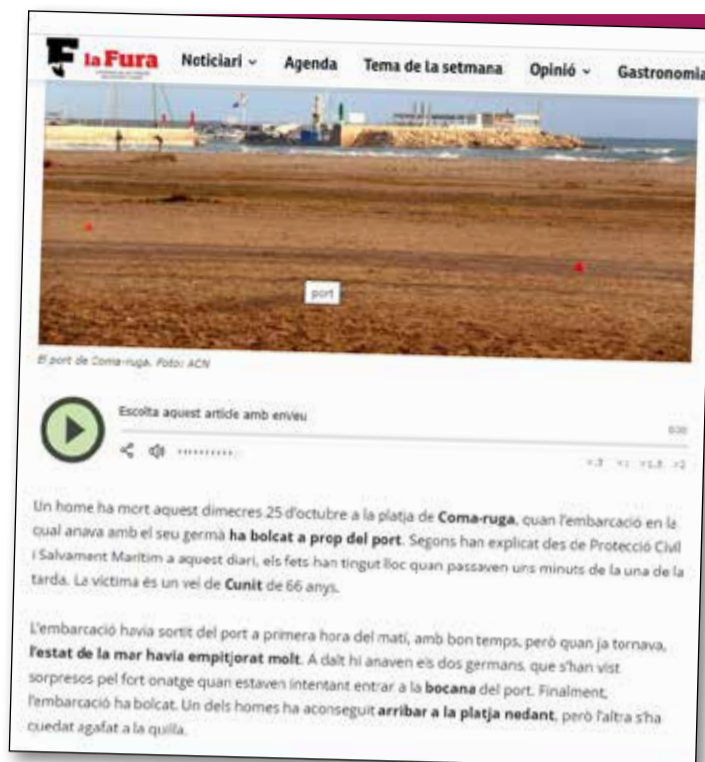 la Fura
Noticiari
Agenda
Tema de la setmana
Opinió
Gastronomia
port
El port de Coma-ruga. Foto: ACN
Escolta aquest article amb enveu
0:00
Un home ha mort aquest dimecres 25 d'octubre a la platja de Coma-ruga, quan l'embarcació en la
qual anava amb el seu germà ha bolcat a prop del port. Segons han explicat des de Protecció Civil
i Salvament Marítim a aquest diari, els fets han tingut lloc quan passaven uns minuts de la una de la
tarda. La víctima és un veí de Cunit de 66 anys.
L'embarcació havia sortit del port a primera hora del matí, amb bon temps, però quan ja tornava,
l'estat de la mar havia empitjorat molt. A dalt hi anaven els dos germans, que s'han vist
sorpresos pel fort onatge quan estaven intentant entrar a la bocana del port. Finalment,
l'embarcació ha bolcat. Un dels homes ha aconseguit arribar a la platja nedant, però l'altra s'ha
quedat agafat a la quilla.